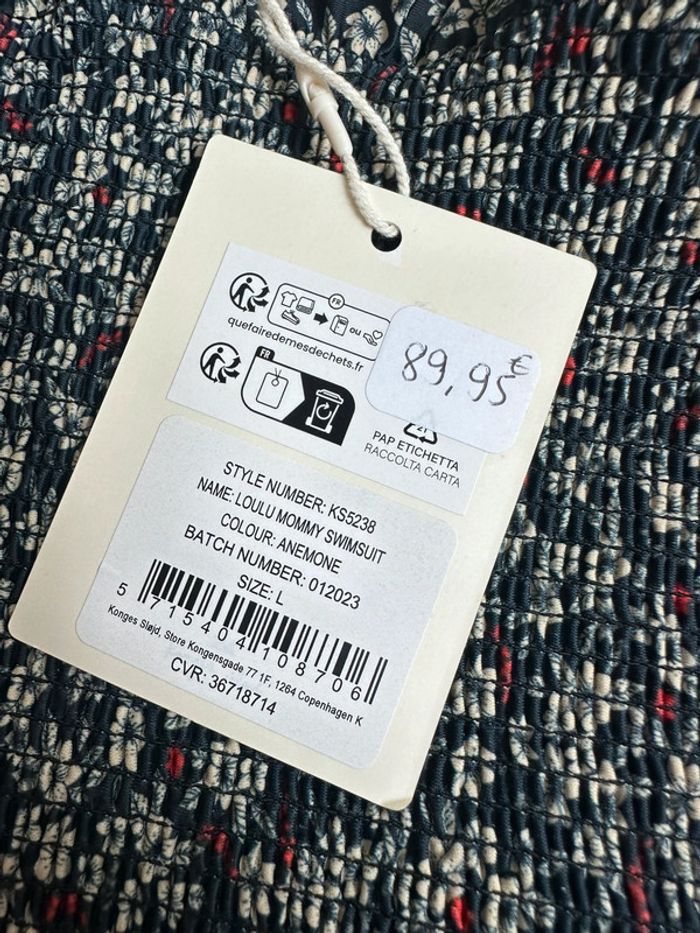 FR
ou
quefairedemesdechets.fr
89,95 €
FR
21
PAP ETICHETTA
RACCOLTA CARTA
STYLE NUMBER: KS5238
NAME: LOULU MOMMY SWIMSUIT
COLOUR: ANEMONE
BATCH NUMBER: 012023
SIZE: L
5 715404 108706
Konges Sløjd, Store Kongensgade 77 1F, 1264 Copenhagen K
CVR: 36718714